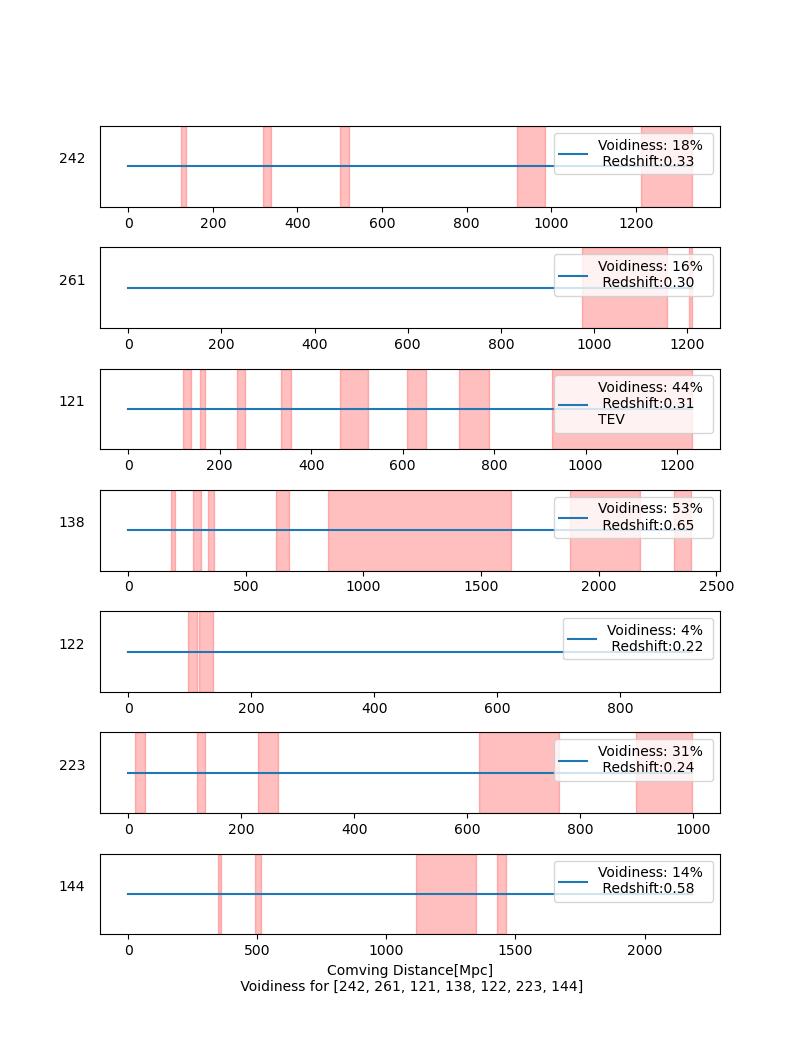 242
Voidiness: 18%
Redshift:0.33
0 200 400 600 800 1000 1200
261
Voidiness: 16%
Redshift:0.30
0 200 400 600 800 1000 1200
121
Voidiness: 44%
Redshift:0.31
TEV
0 200 400 600 800 1000 1200
138
Voidiness: 53%
Redshift:0.65
0 500 1000 1500 2000 2500
122
Voidiness: 4%
Redshift:0.22
0 200 400 600 800
223
Voidiness: 31%
Redshift:0.24
0 200 400 600 800 1000
144
Voidiness: 14%
Redshift:0.58
0 500 1000 1500 2000
Comving Distance[Mpc]
Voidiness for [242, 261, 121, 138, 122, 223, 144]